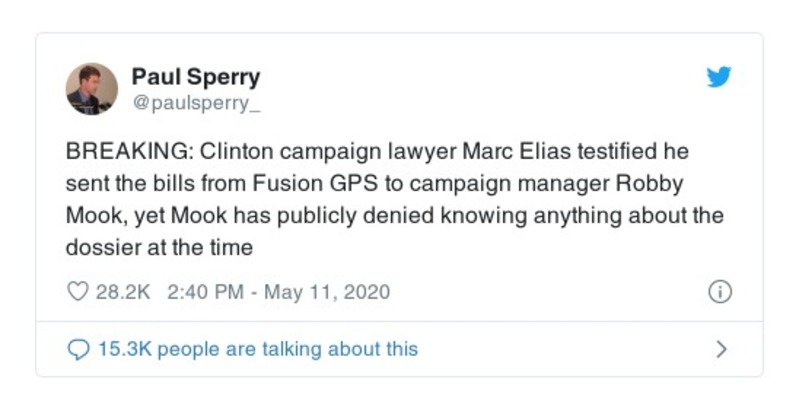 Paul Sperry
@paulsperry_
BREAKING: Clinton campaign lawyer Marc Elias testified he
sent the bills from Fusion GPS to campaign manager Robby
Mook, yet Mook has publicly denied knowing anything about the
dossier at the time
28.2K 2:40 PM - May 11, 2020
15.3K people are talking about this